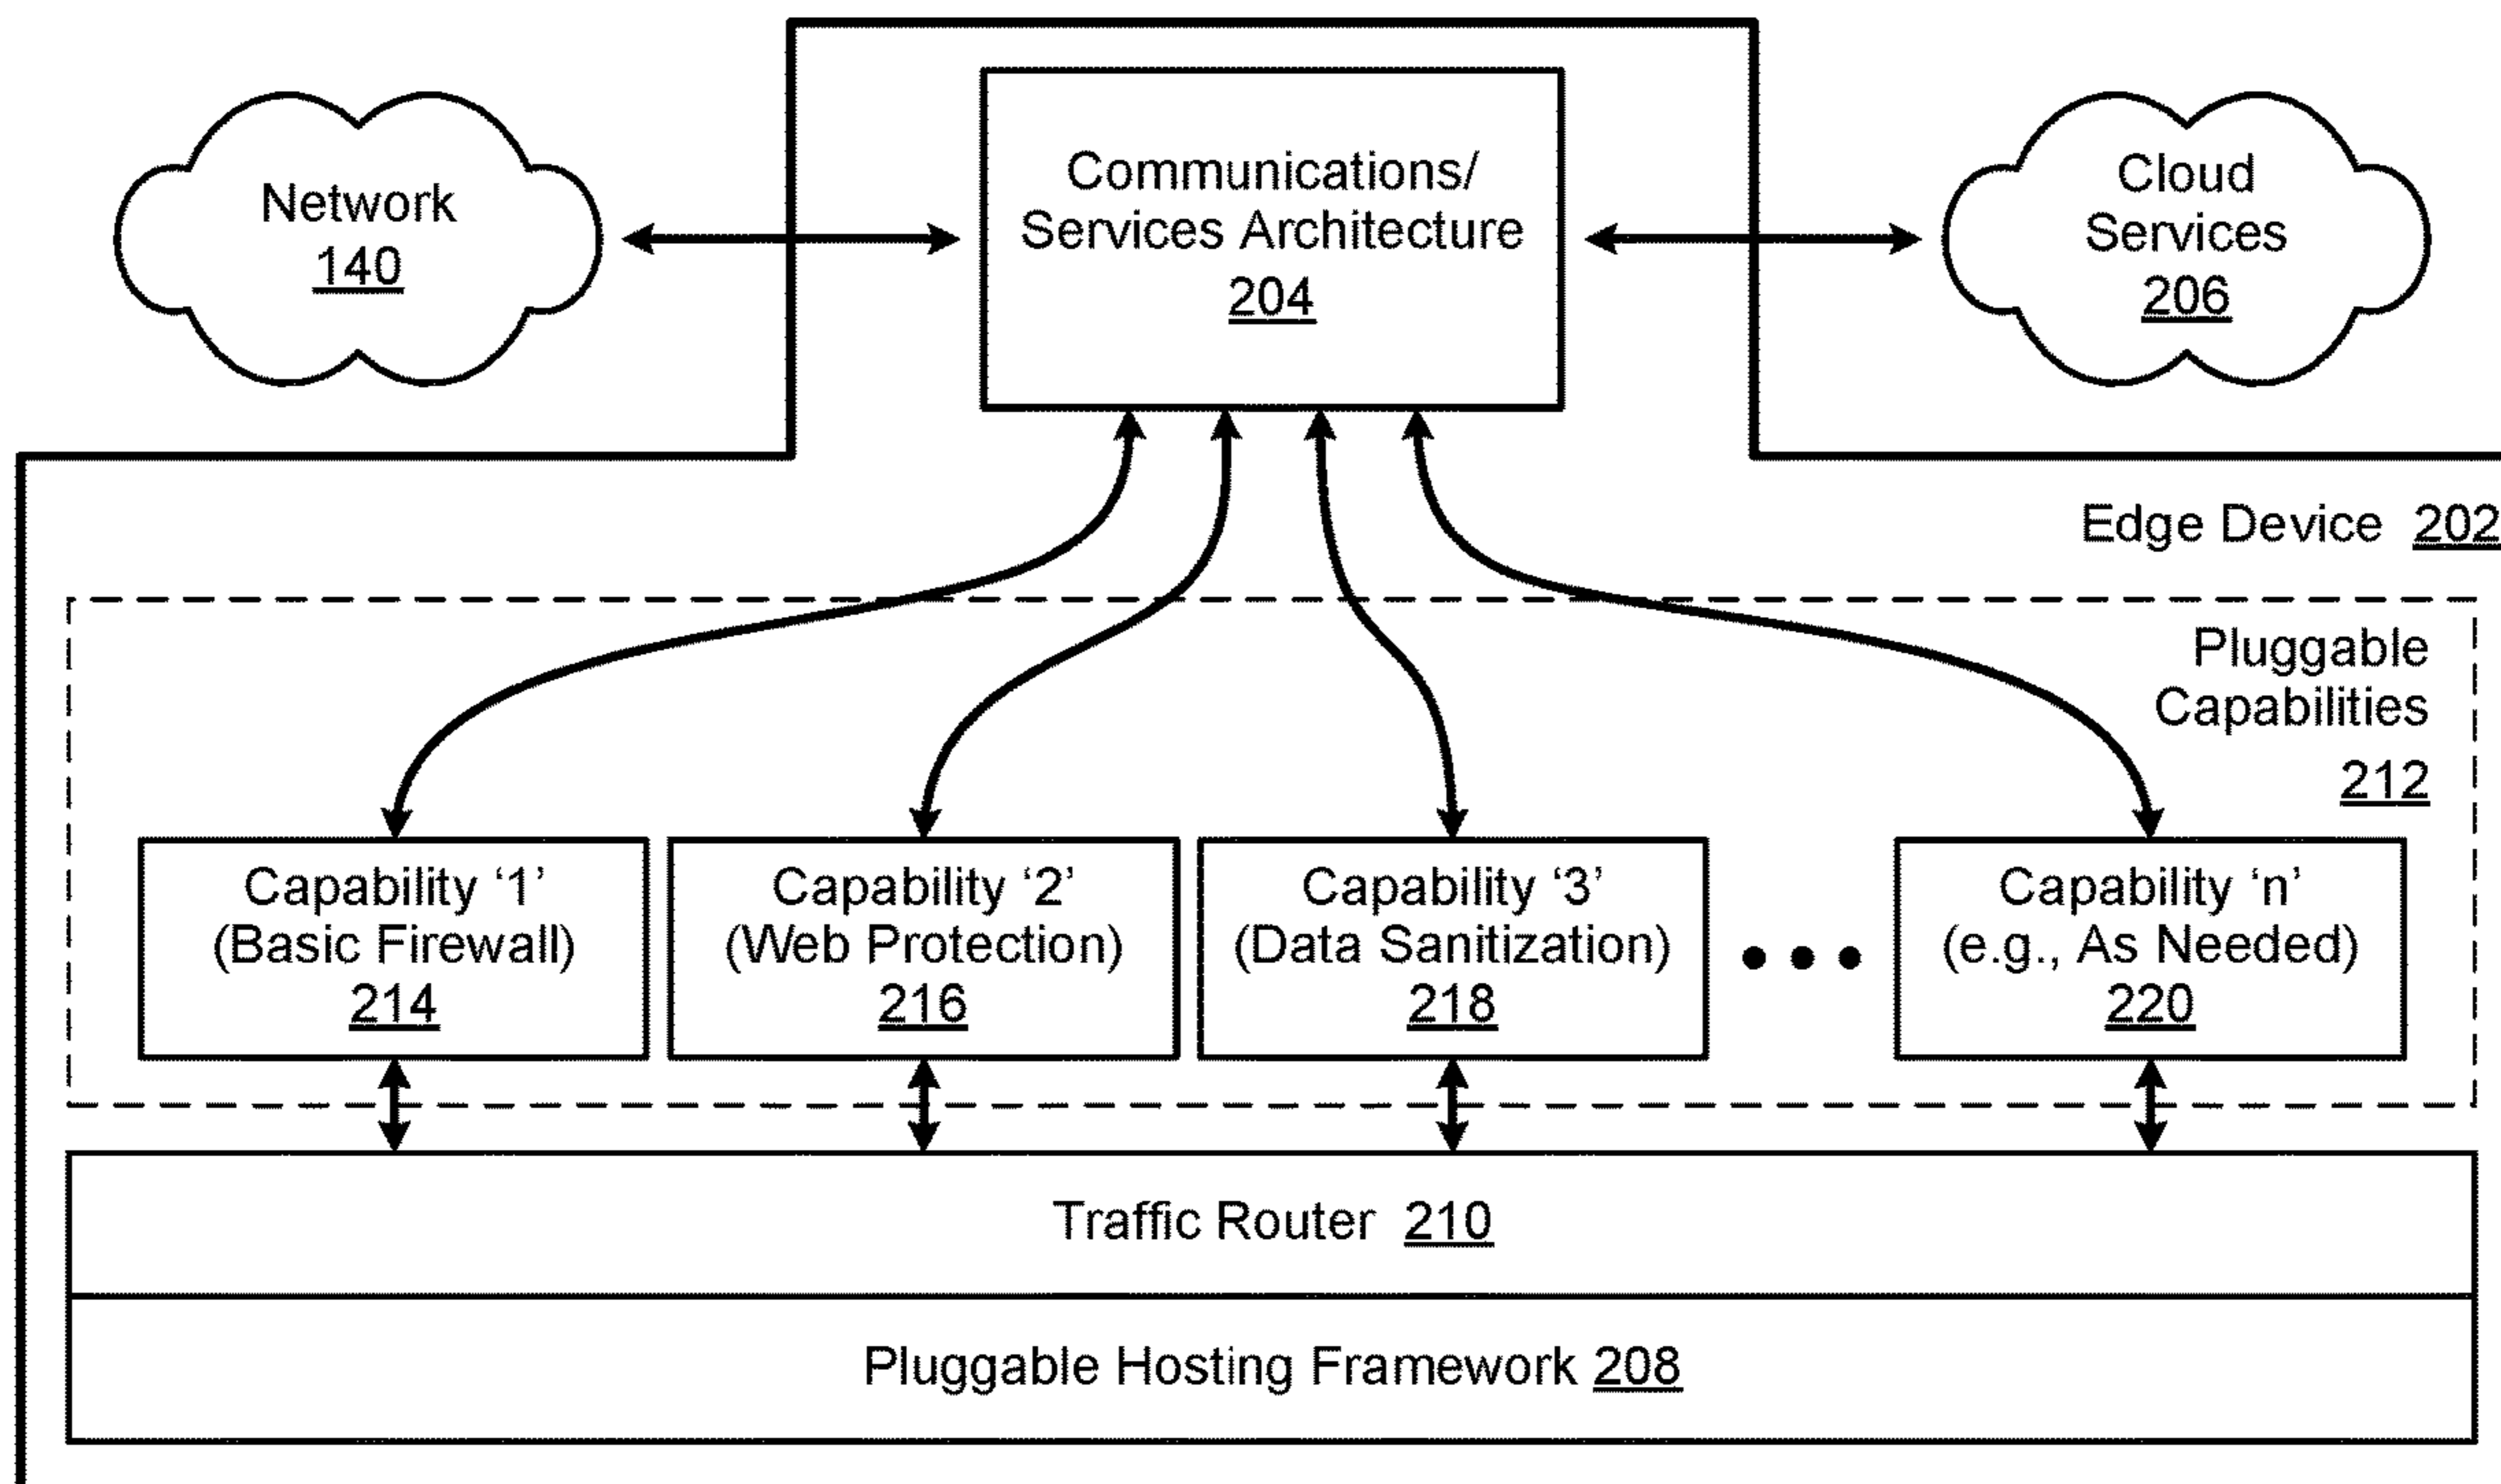 Network
140
Communications/
Services Architecture
204
Cloud
Services
206
Edge Device 202
Pluggable
Capabilities
212
Capability ‘1’
(Basic Firewall)
214
Capability ‘2’
(Web Protection)
216
Capability ‘3’
(Data Sanitization)
218
Capability ‘n’
(e.g., As Needed)
220
Traffic Router 210
Pluggable Hosting Framework 208